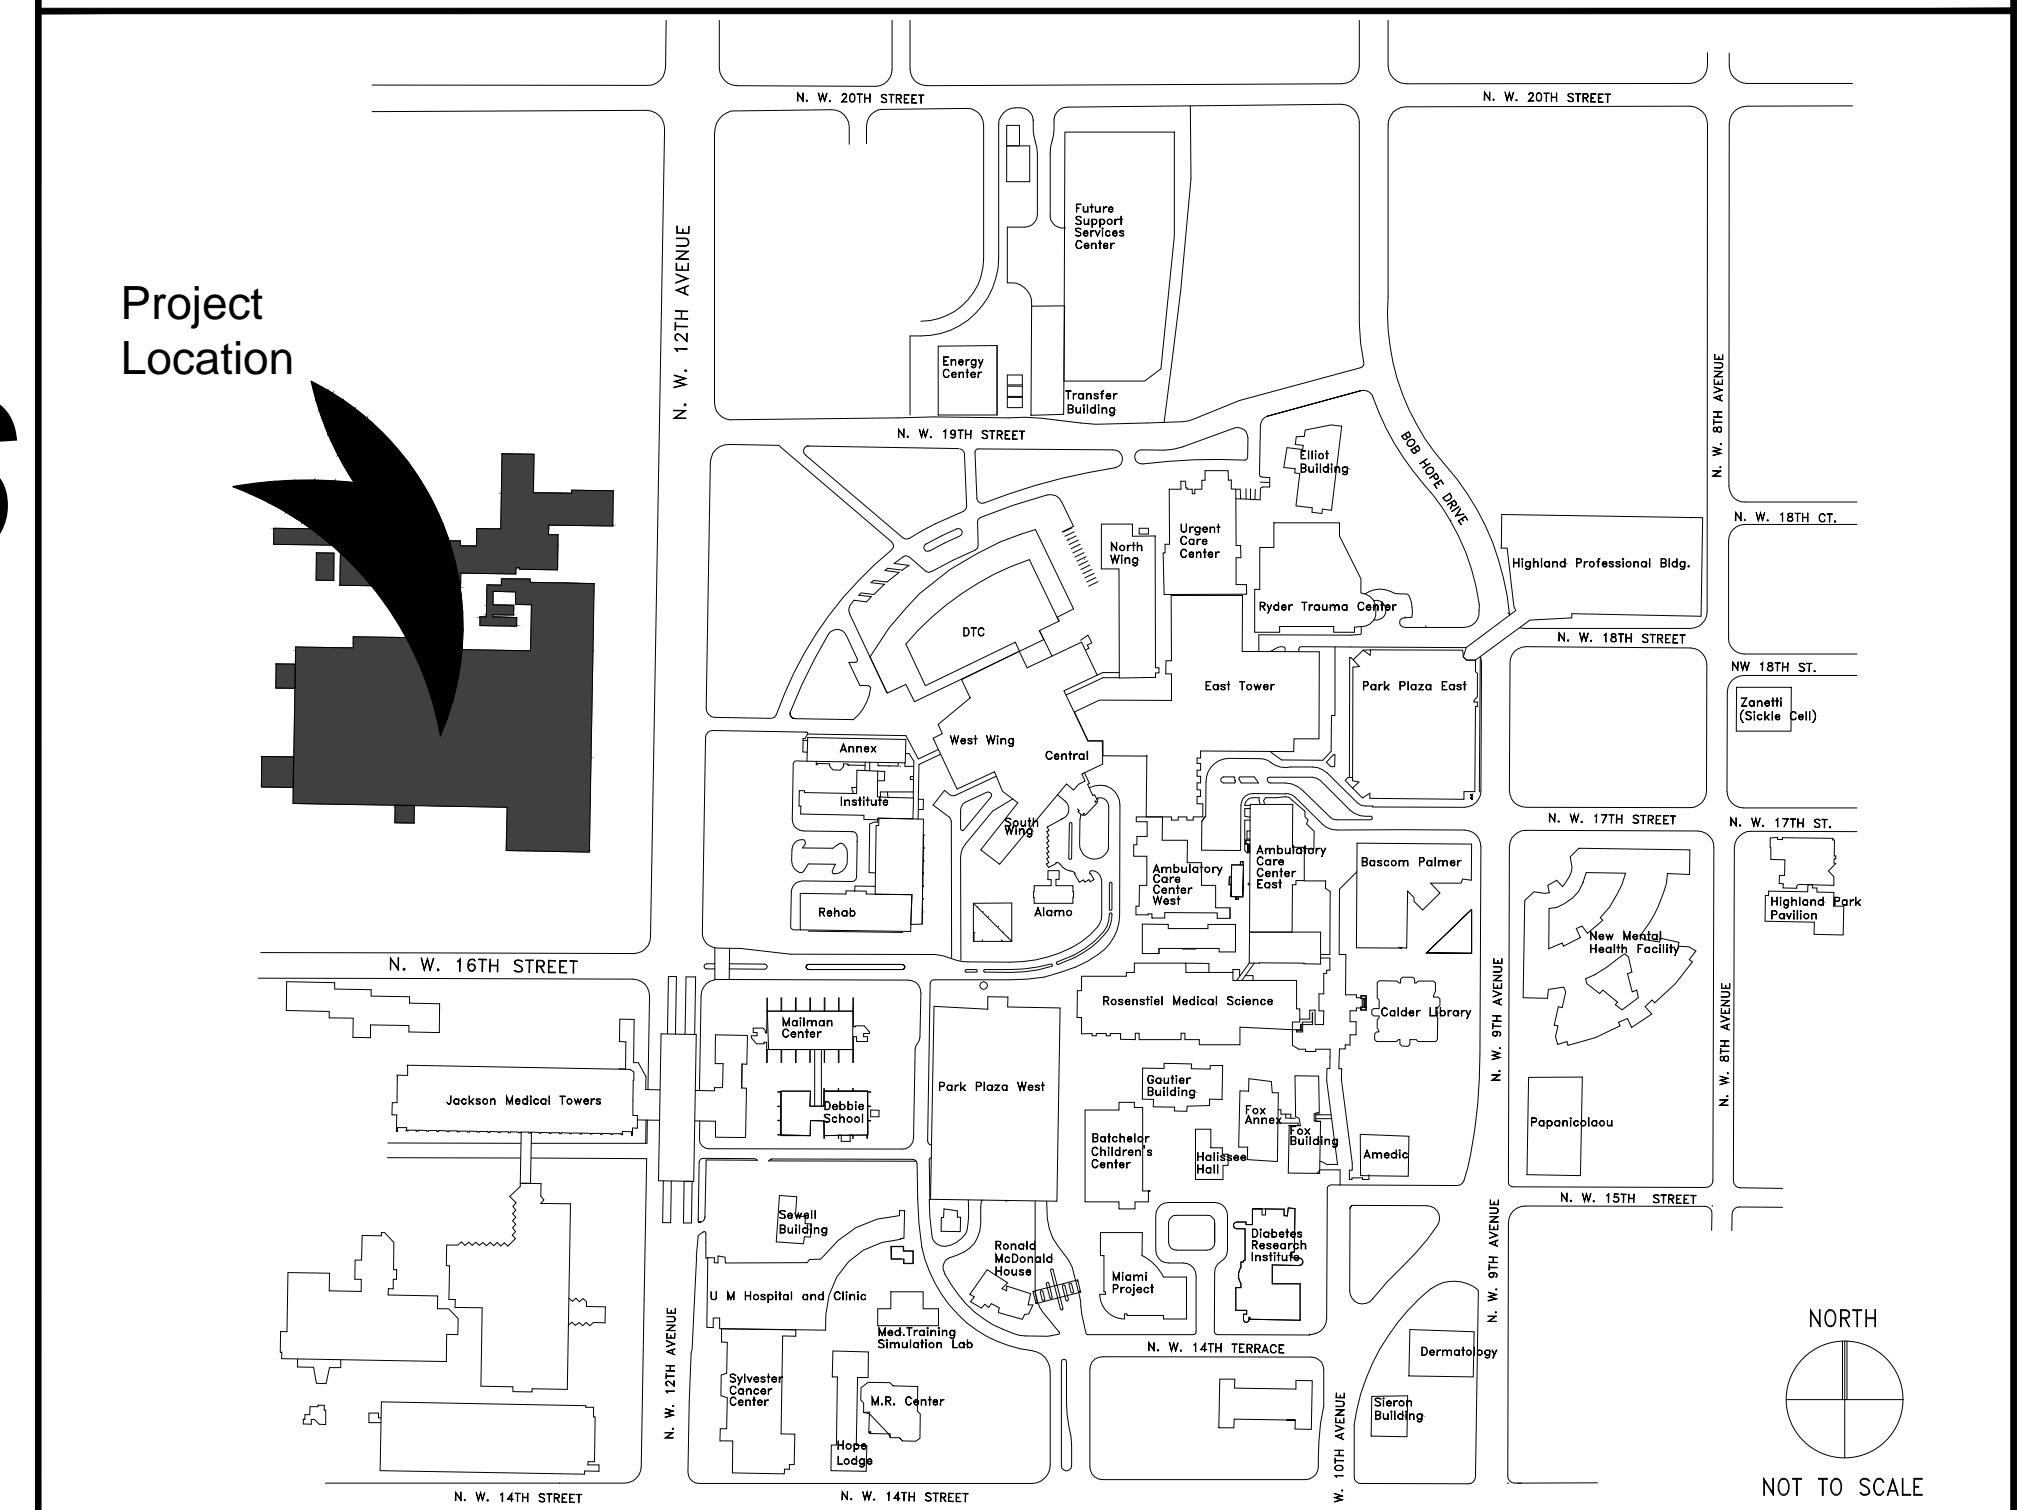 N. W. 20TH STREET
N. W. 20TH STREET
N. W. 12TH AVENUE
Future
Support
Services
Center
Project
Location
Energy
Center
Transfer
Building
N. W. 19TH STREET
N. W. 8TH AVENUE
BOB HOPE DRIVE
Elliot
Building
N. W. 18TH CT.
Urgent
Care
Center
North
Wing
Highland Professional Bldg.
Ryder Trauma Center
DTC
N. W. 18TH STREET
NW 18TH ST.
East Tower
Park Plaza East
Zanetti
(Sickle Cell)
West Wing
Central
Annex
Institute
South
Wing
N. W. 17TH STREET
N. W. 17TH ST.
Ambulatory
Care
Center
East
Ambulatory
Care
Center
West
Bascom Palmer
Rehab
Alamo
Highland Park
Pavilion
New Mental
Health Facility
N. W. 16TH STREET
N. W. 9TH AVENUE
N. W. 8TH AVENUE
Rosenstiel Medical Science
Calder Library
Mailman
Center
Park Plaza West
Gautier
Building
Jackson Medical Towers
Debbie
School
Fox
Annex
Fox
Building
Papanicolaou
Batchelor
Children's
Center
Halissee
Hall
Amedic
N. W. 15TH STREET
Sewell
Building
N. W. 9TH AVENUE
Ronald
McDonald
House
Diabetes
Research
Institute
Miami
Project
U M Hospital and Clinic
N. W. 12TH AVENUE
Med.Training
Simulation Lab
N. W. 14TH TERRACE
Dermatology
NORTH
Sylvester
Cancer
Center
M.R. Center
Sieron
Building
W. 10TH AVENUE
Hope
Lodge
N. W. 14TH STREET
N. W. 14TH STREET
NOT TO SCALE